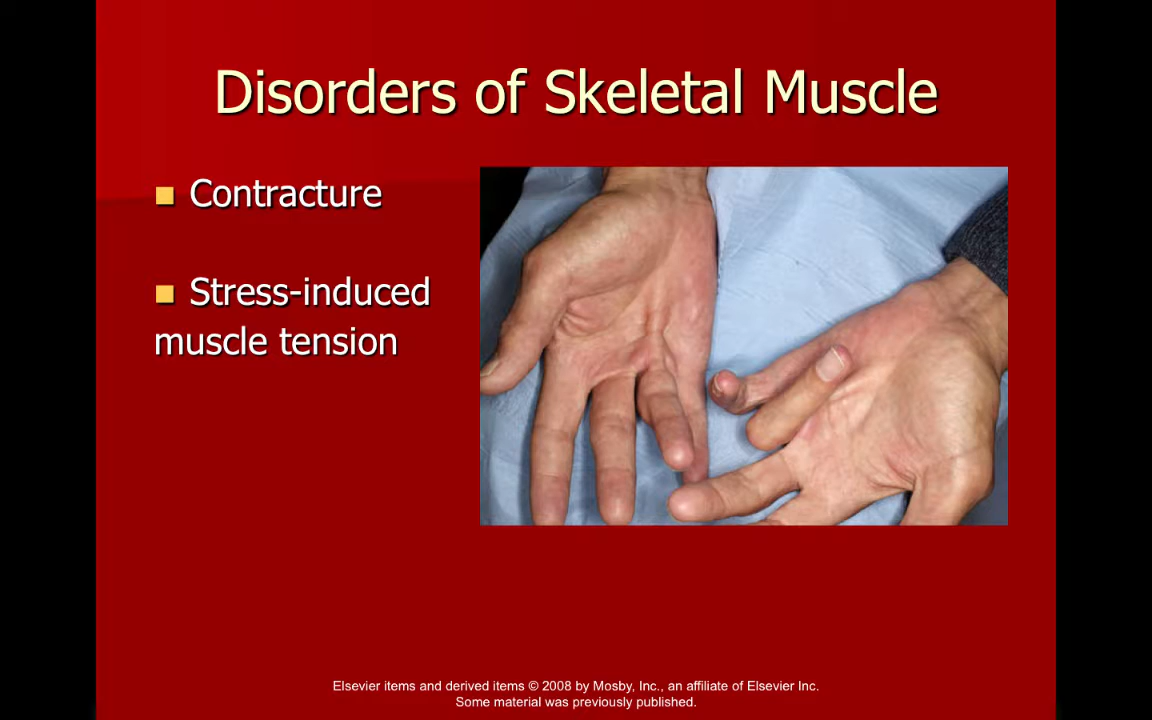 Disorders of Skeletal Muscle
Contracture
Stress-induced
muscle tension
Elsevier items and derived items © 2008 by Mosby, Inc., an affiliate of Elsevier Inc.
Some material was previously published.